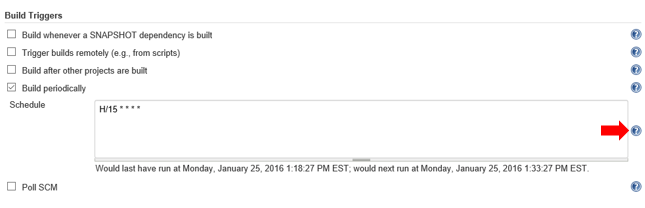 Build Triggers
Build whenever a SNAPSHOT dependency is built
Trigger builds remotely (e.g., from scripts)
Build after other projects are built
Build periodically
Schedule
H/15 * * * *
Would last have run at Monday, January 25, 2016 1:18:27 PM EST; would next run at Monday, January 25, 2016 1:33:27 PM EST.
Poll SCM